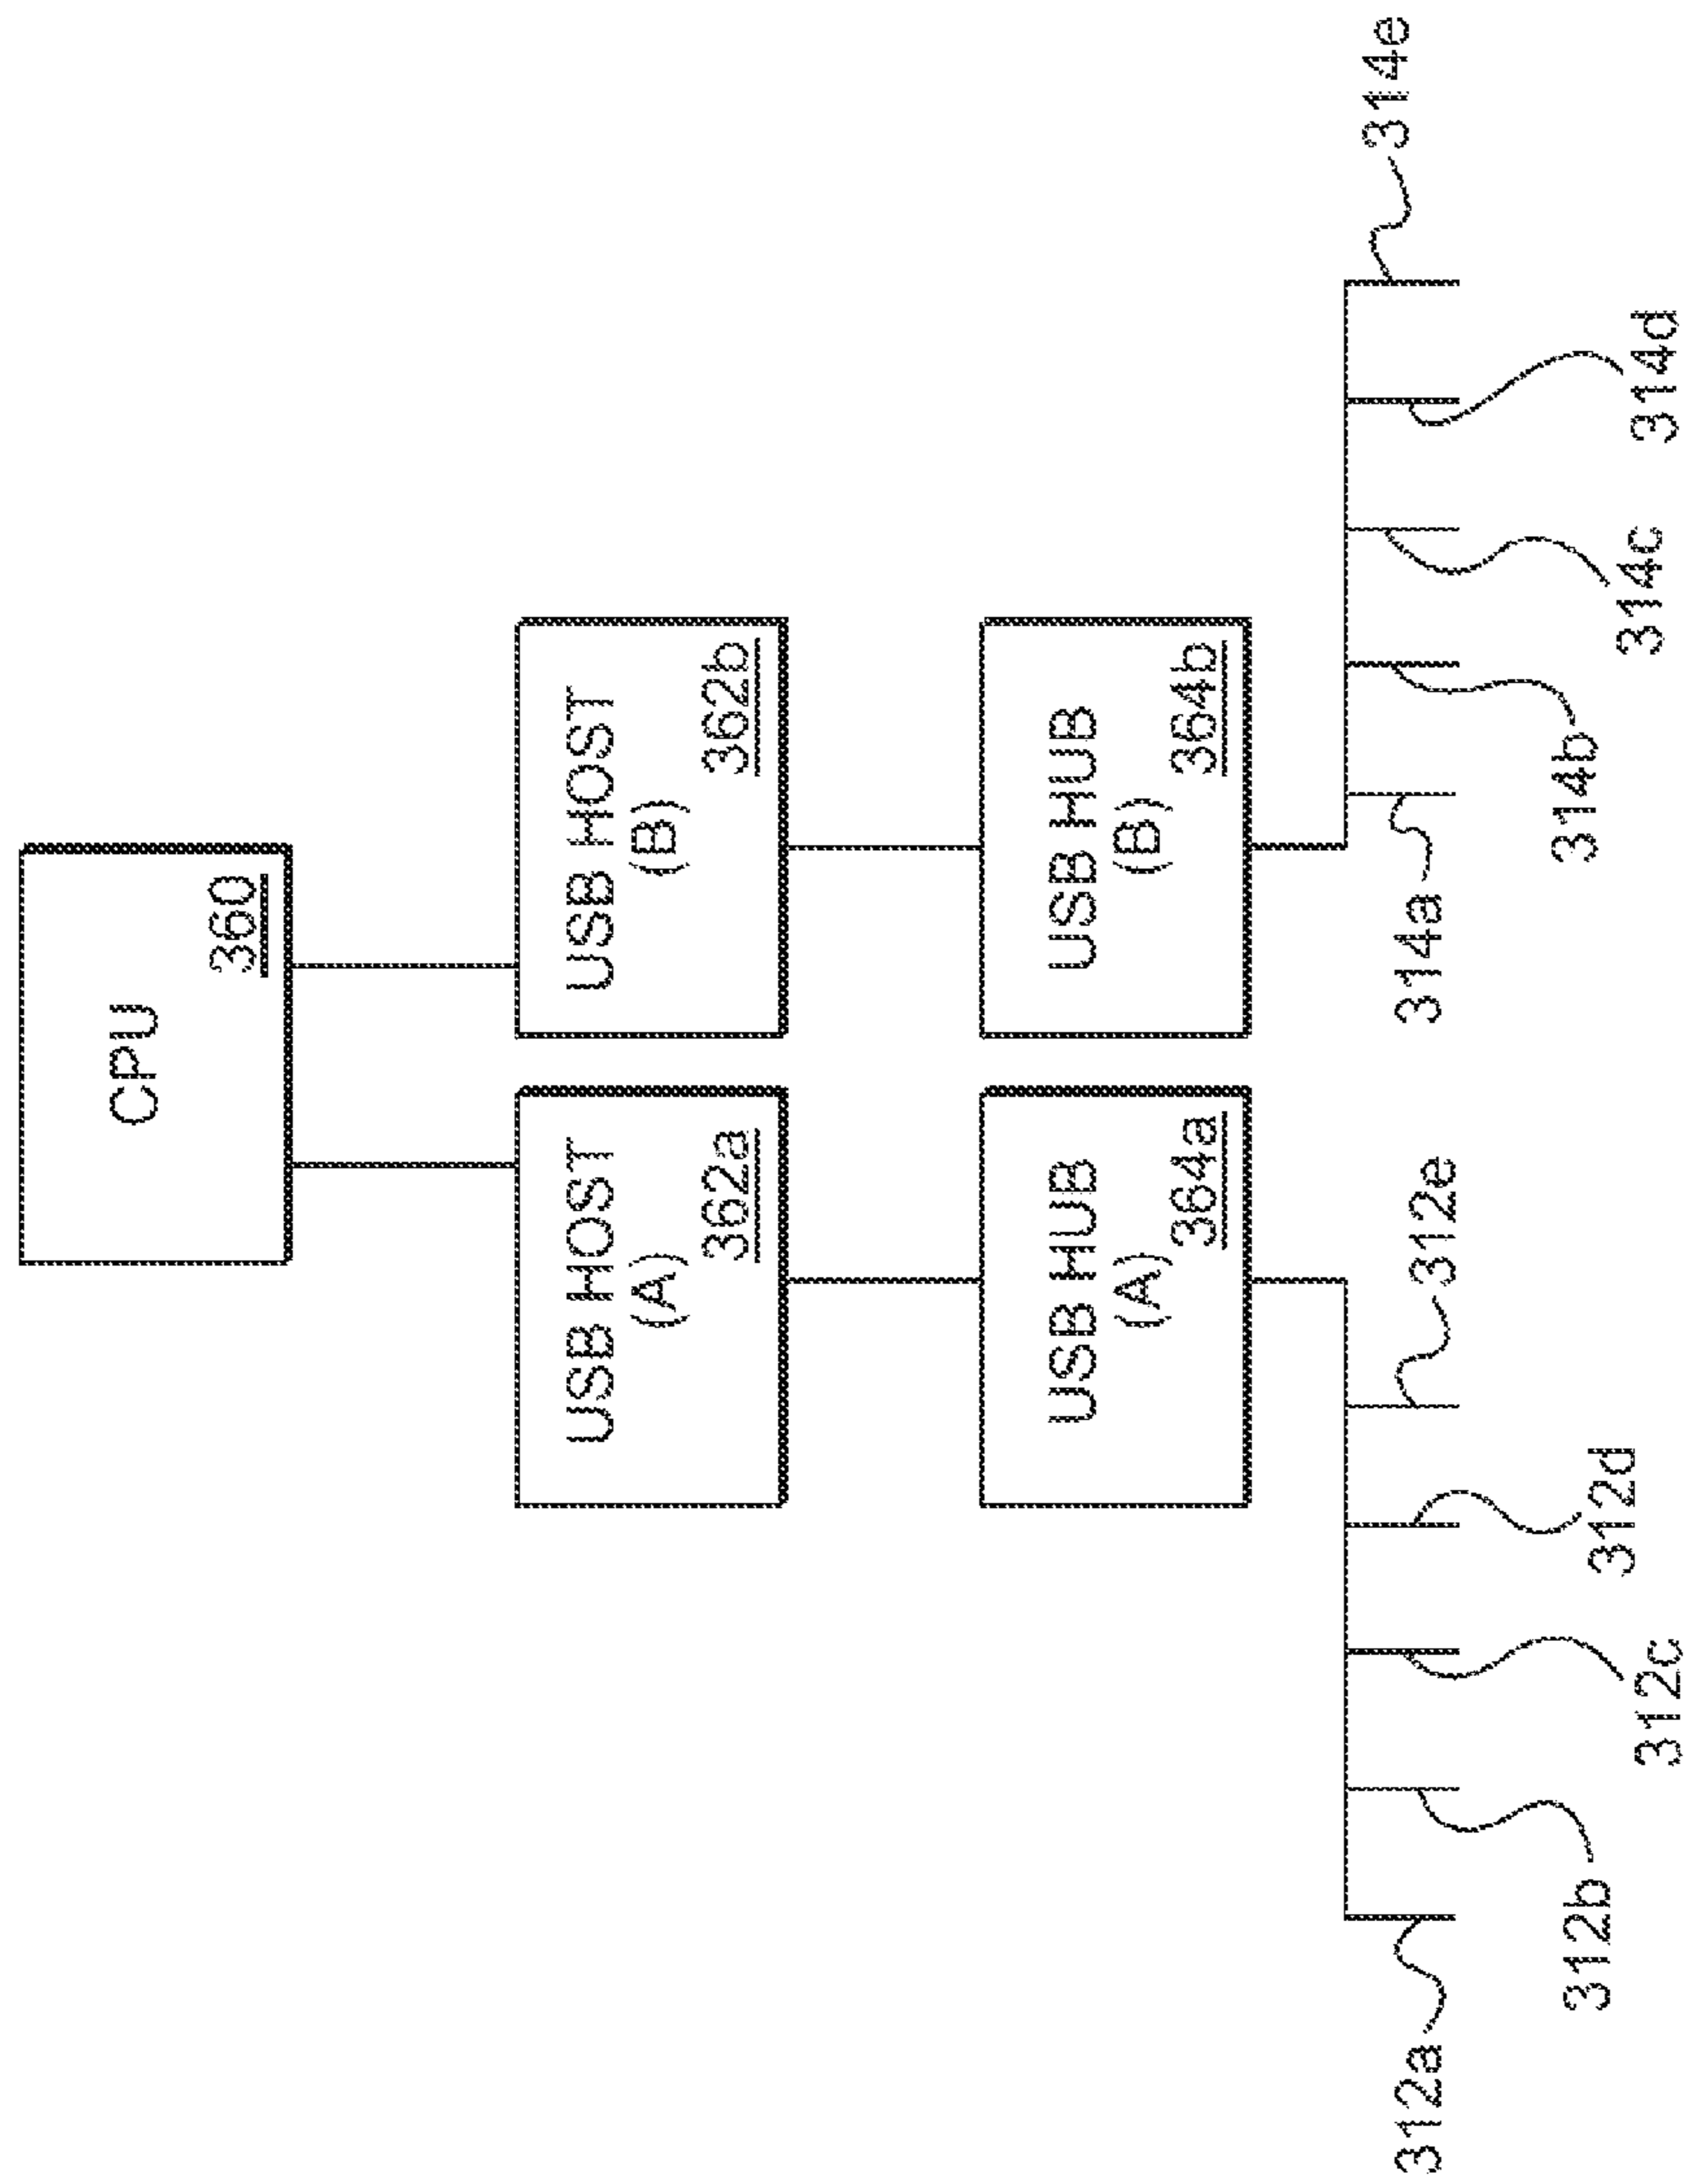 CPU
360
USB HOST
(A)
362a
USB HOST
(B)
362b
USB HUB
(A)
364a
USB HUB
(B)
364b
312a
312b
312c
312d
312e
314a
314b
314c
314d
314e